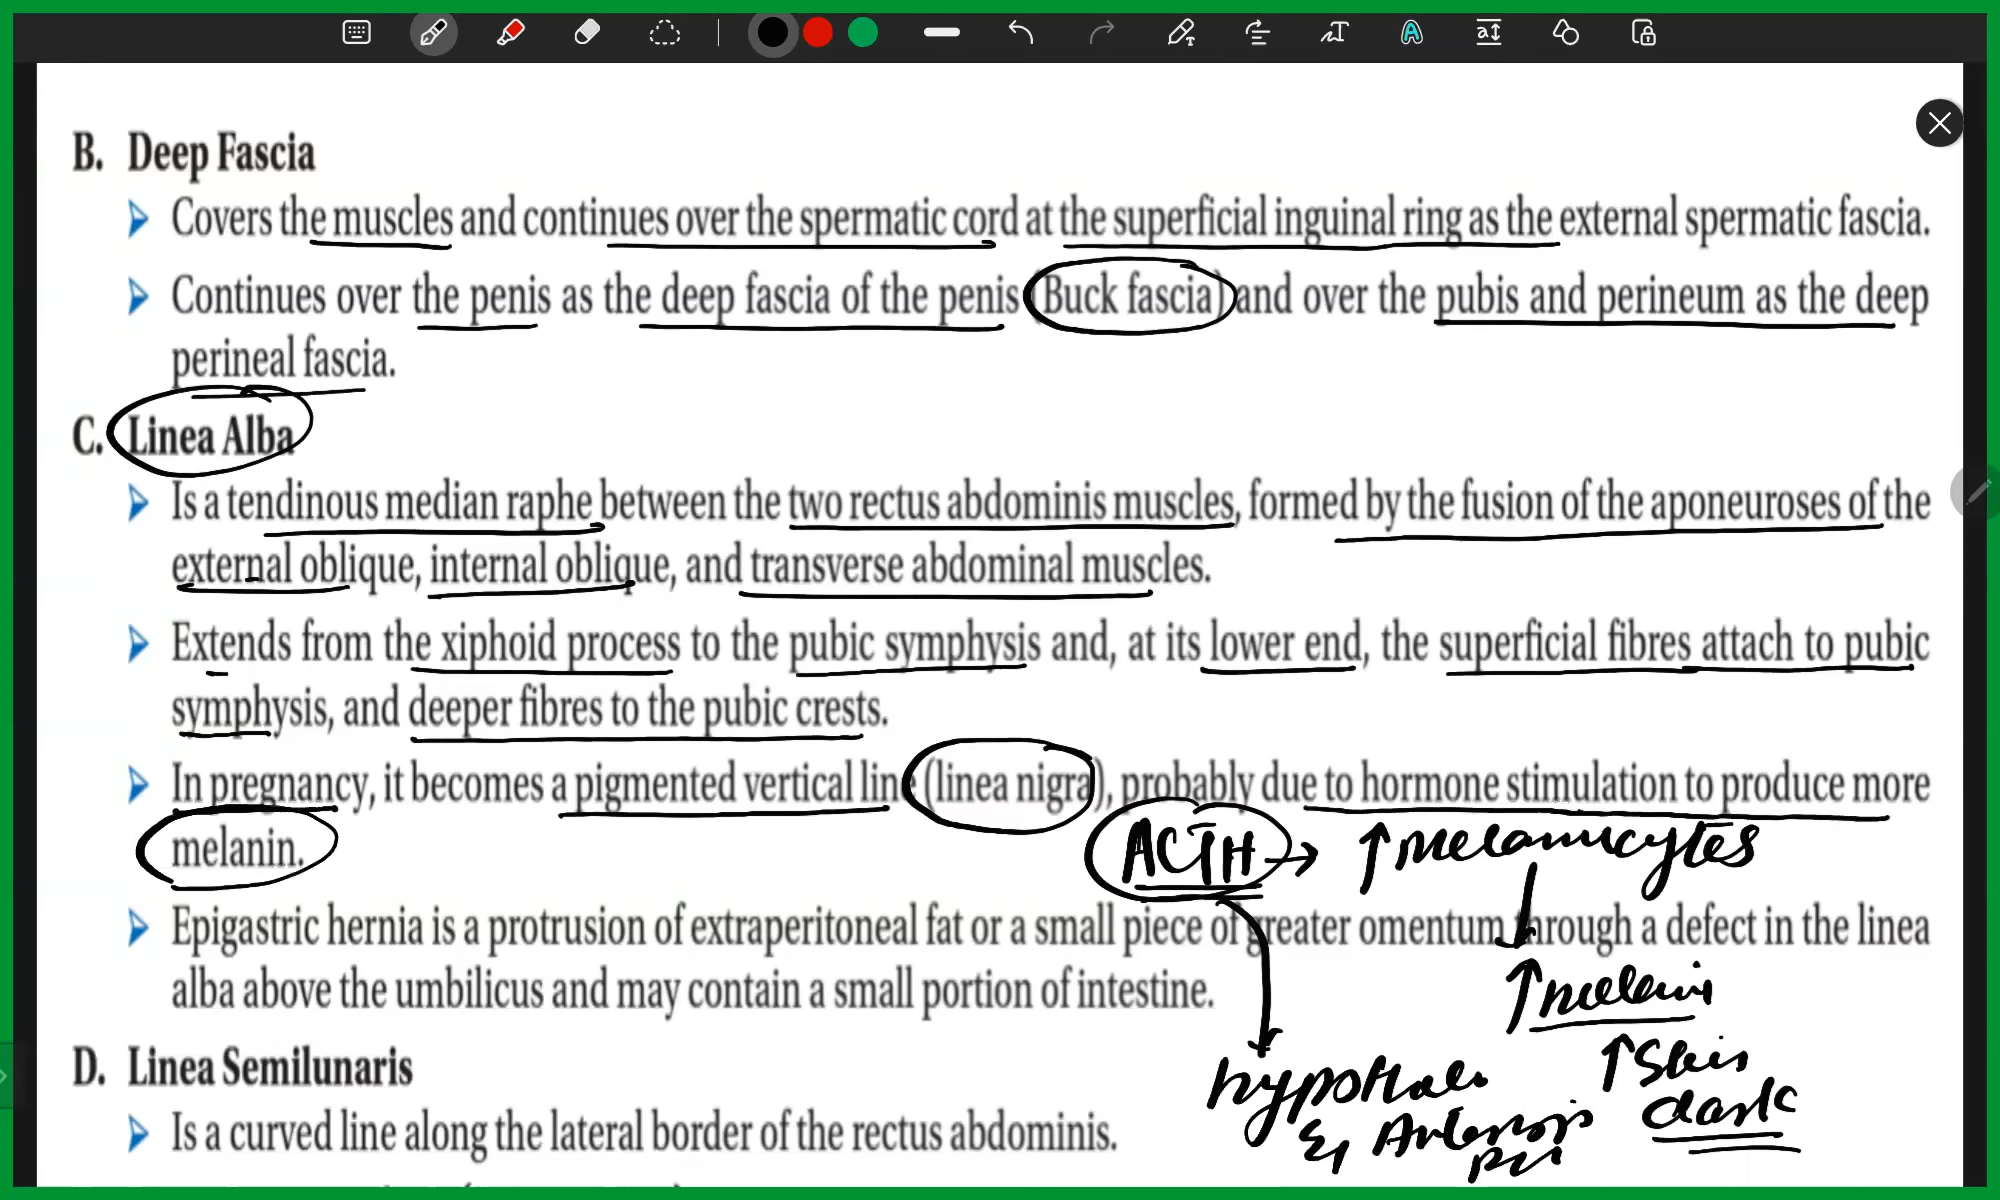 B. Deep Fascia
Covers the muscles and continues over the spermatic cord at the superficial inguinal ring as the external spermatic fascia.
Continues over the penis as the deep fascia of the penis (Buck fascia) and over the pubis and perineum as the deep
perineal fascia.
C. Linea Alba
Is a tendinous median raphe between the two rectus abdominis muscles, formed by the fusion of the aponeuroses of the
external oblique, internal oblique, and transverse abdominal muscles.
Extends from the xiphoid process to the pubic symphysis and, at its lower end, the superficial fibres attach to pubic
symphysis, and deeper fibres to the pubic crests.
In pregnancy, it becomes a pigmented vertical line (linea nigra), probably due to hormone stimulation to produce more
melanin.
ACTH → ↑ melanucytes
Epigastric hernia is a protrusion of extraperitoneal fat or a small piece of greater omentum through a defect in the linea
alba above the umbilicus and may contain a small portion of intestine.
↑
↑ Skin
dark
D. Linea Semilunaris
Is a curved line along the lateral border of the rectus abdominis.